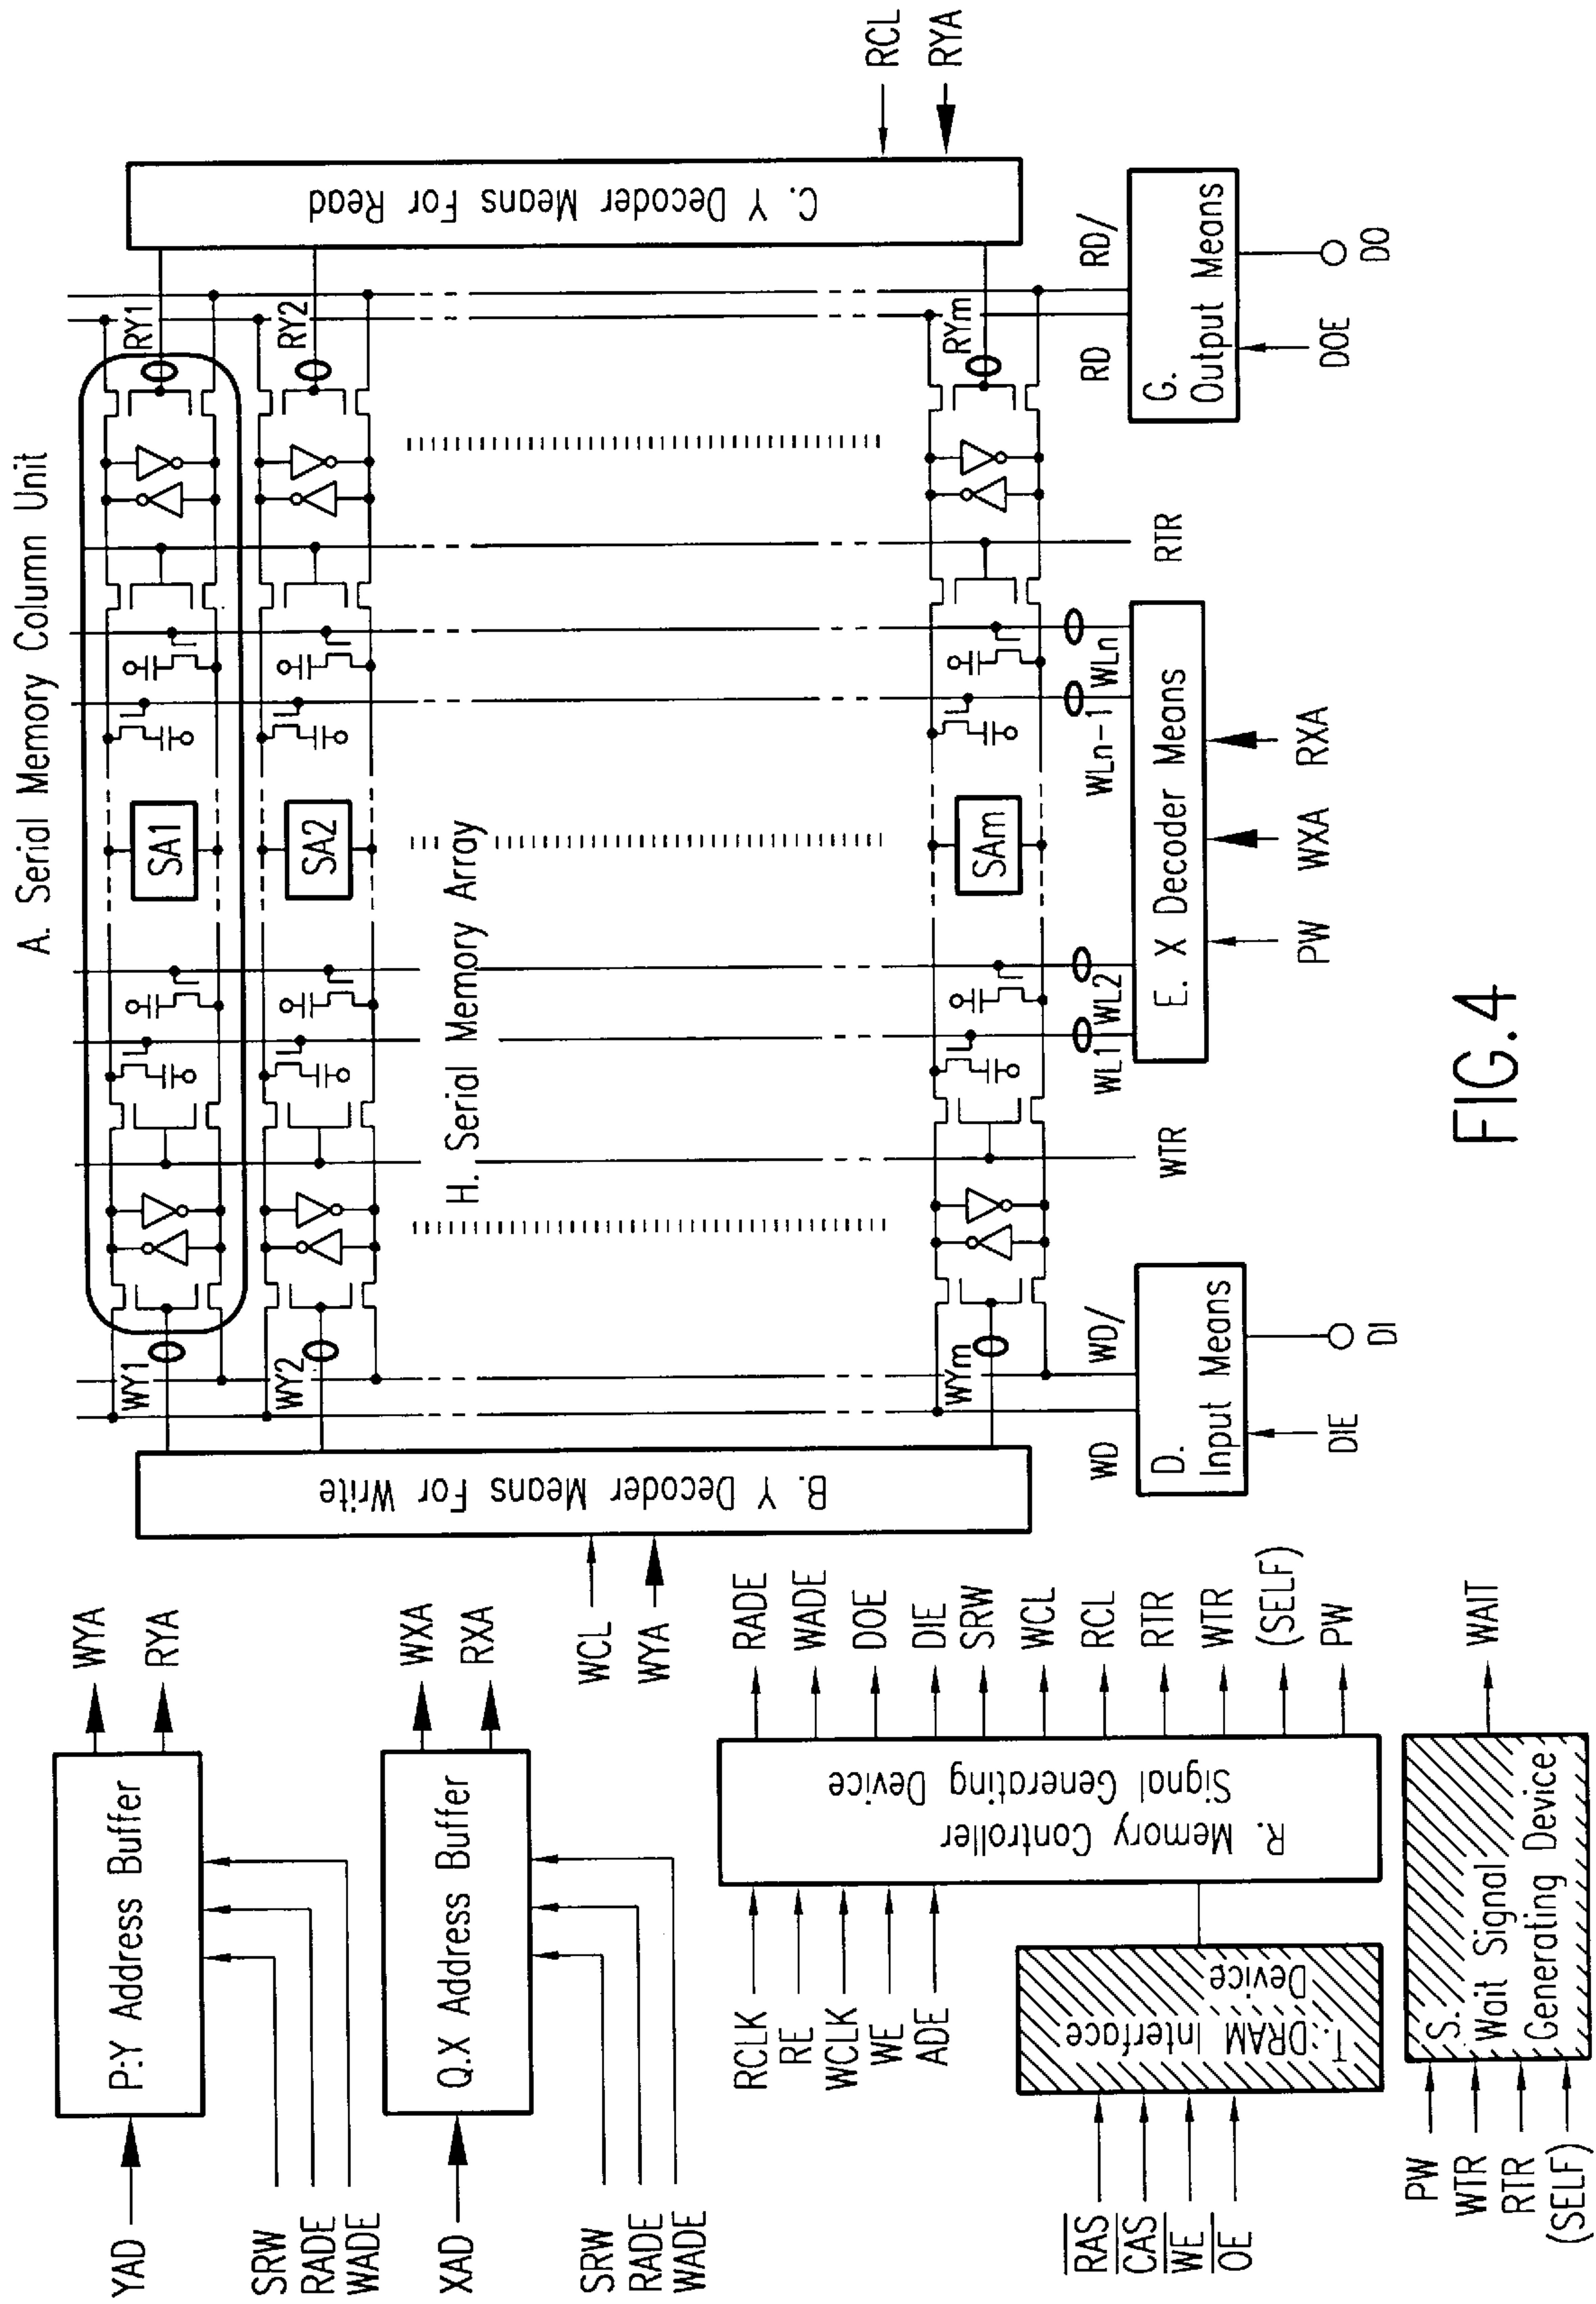 A. Serial Memory Column Unit
P:Y Address Buffer
YAD
SRW
RADE
WADE
WYA
RYA
Q.X Address Buffer
XAD
SRW
RADE
WADE
WXA
RXA
WCL
WYA
B. Y Decoder Means For Write
WY1
WY2
WYm
SA1
SA2
SAm
H. Serial Memory Array
RY1
RY2
RYm
C. Y Decoder Means For Read
RCL
RYA
WD
WD/
WTR
WL1
WL2
WLn-1
WLn
RTR
RD
RD/
D.
Input Means
DIE
DI
E. X Decoder Means
PW
WXA
RXA
G.
Output Means
DOE
DO
R. Memory Controller
Signal Generating Device
RCLK
RE
WCLK
WE
ADE
RADE
WADE
DOE
DIE
SRW
WCL
RCL
RTR
WTR
(SELF)
PW
T. DRAM Interface
Device
RAS
CAS
WE
OE
S.
Wait Signal
Generating Device
PW
WTR
RTR
(SELF)
WAIT
FIG.4